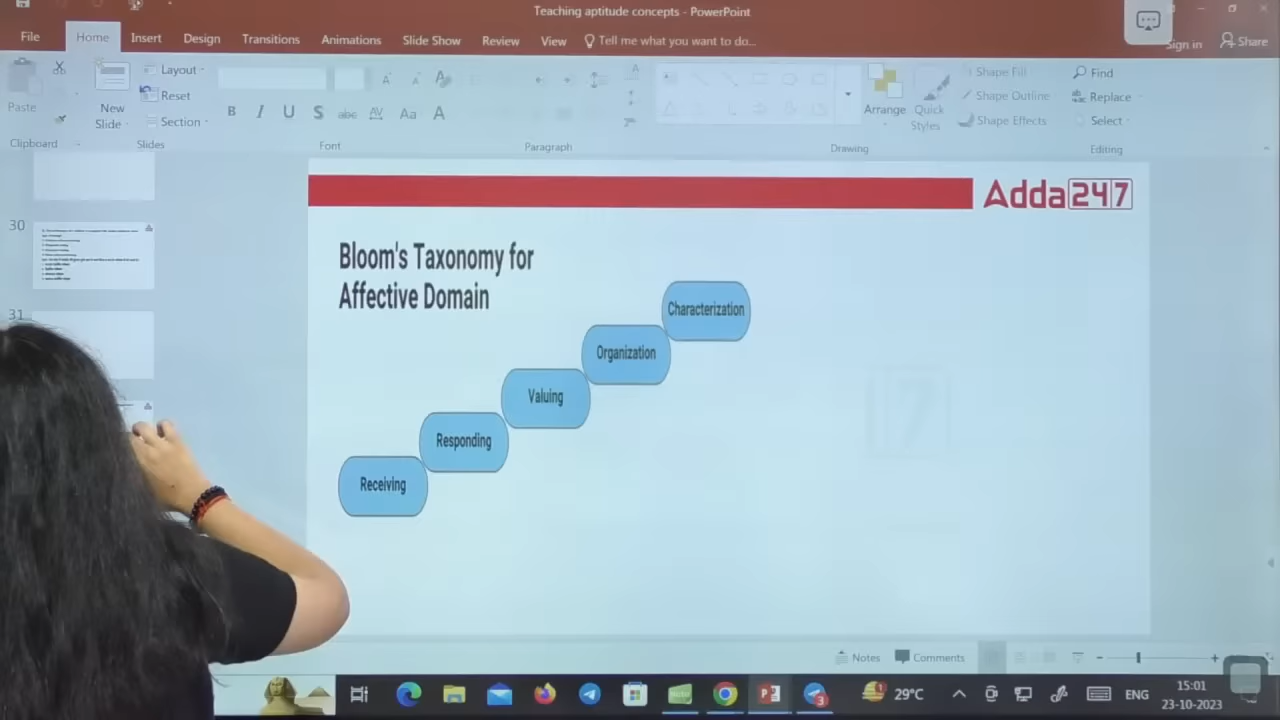 Teaching aptitude concepts - PowerPoint
File
Home
Insert
Design
Transitions
Animations
Slide Show
Review
View
Tell me what you want to do...
Sign in
Share
Paste
New
Slide
Layout
Reset
Section
B I U S abc AV Aa A
Arrange
Quick
Styles
Shape Fill
Shape Outline
Shape Effects
Find
Replace
Select
Clipboard
Slides
Font
Paragraph
Drawing
Editing
30
31
Adda247
Bloom's Taxonomy for
Affective Domain
Characterization
Organization
Valuing
Responding
Receiving
Notes
Comments
29°C
ENG
15:01
23-10-2023